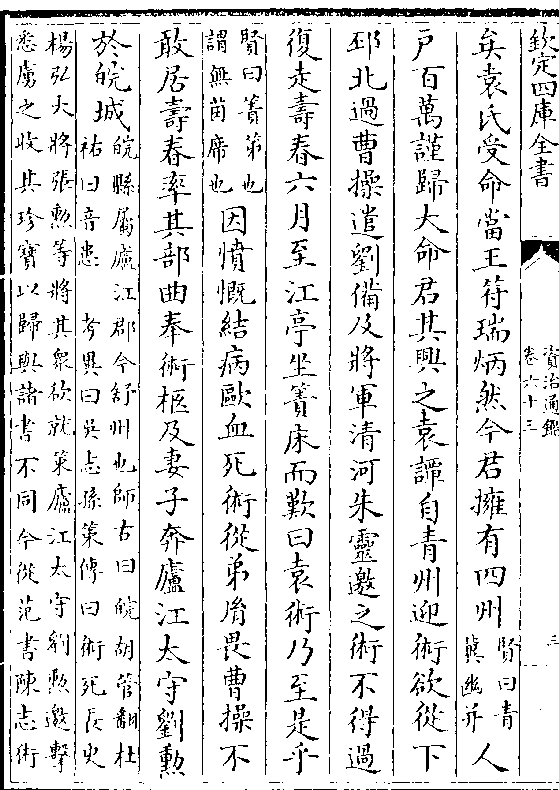 欽定四庫全書
資治通鑑
卷六十三
三
矣袁氏受命當王符瑞炳然今君擁有四州賢曰青
冀幽并人
户百萬謹歸大命君其興之袁譚自青州迎術欲從下
邳北過曹操遣劉備及將軍清河朱靈邀之術不得過
復走壽春六月至江亭坐簀床而歎曰袁術乃至是乎
賢曰簀第也
謂無茵席也因憤慨結病歐血死術從弟㣧畏曹操不
敢居壽春率其部曲奉術柩及妻子奔廬江太守劉勲
於皖城皖縣屬廬江郡今舒州也師古曰皖胡管翻杜
祐曰音患 考異曰吳志孫策傳曰術死長史
楊弘大將張勲等將其衆欲就策廬江太守劉勲邀擊
悉虜之收其珍寶以歸與諸書不同今從范書陳志術